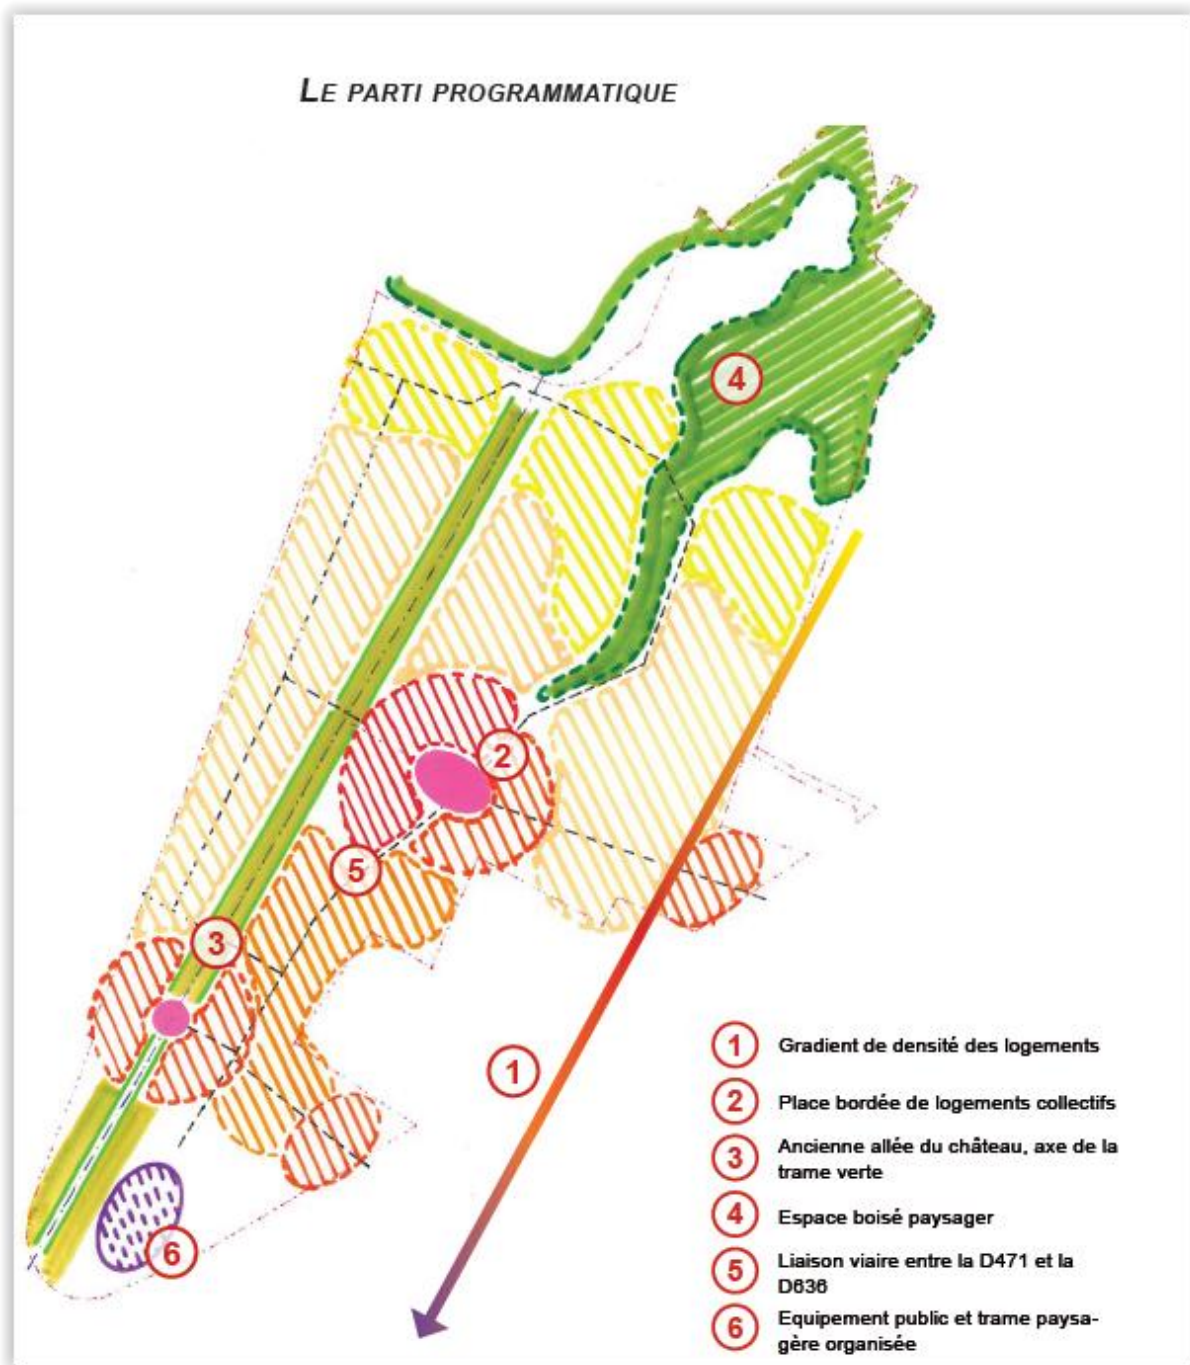 LE PARTI PROGRAMMATIQUE
4
2
5
3
1
6
1 Gradient de densité des logements
2 Place bordée de logements collectifs
3 Ancienne allée du château, axe de la
trame verte
4 Espace boisé paysager
5 Liaison viaire entre la D471 et la
D636
6 Equipement public et trame paysa-
gère organisée